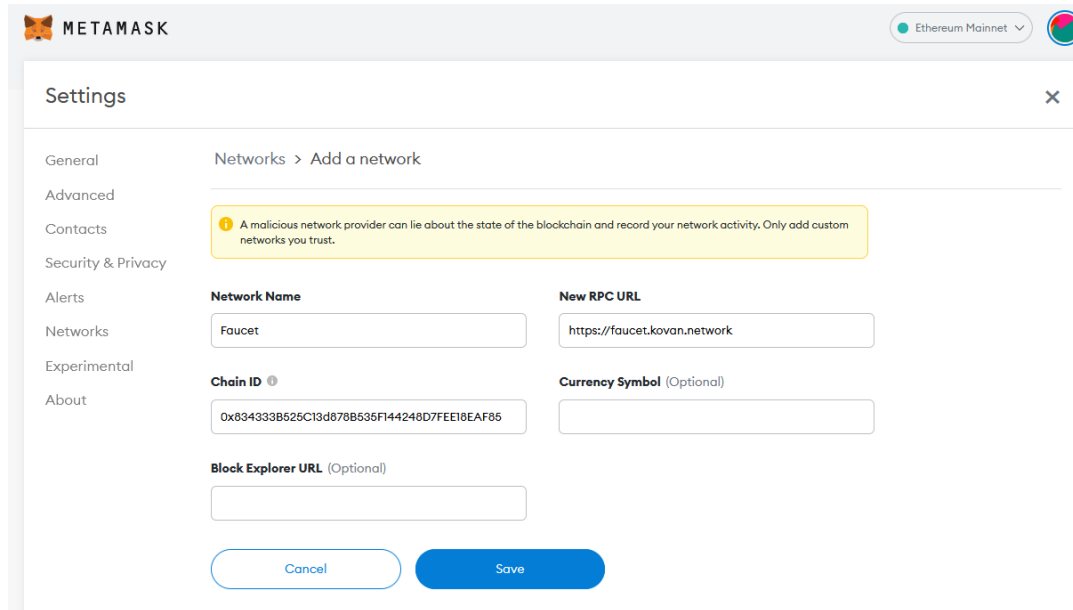 METAMASK
Ethereum Mainnet
Settings
General
Advanced
Contacts
Security & Privacy
Alerts
Networks
Experimental
About
Networks > Add a network
A malicious network provider can lie about the state of the blockchain and record your network activity. Only add custom
networks you trust.
Network Name
Faucet
New RPC URL
https://faucet.kovan.network
Chain ID
0x834333B525C13d878B535F144248D7FEE18EAF85
Currency Symbol (Optional)
Block Explorer URL (Optional)
Cancel
Save